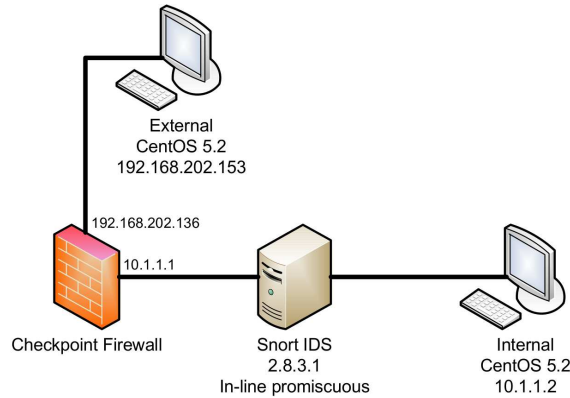 External
CentOS 5.2
192.168.202.153
192.168.202.136
10.1.1.1
Checkpoint Firewall
Snort IDS
2.8.3.1
In-line promiscuous
Internal
CentOS 5.2
10.1.1.2